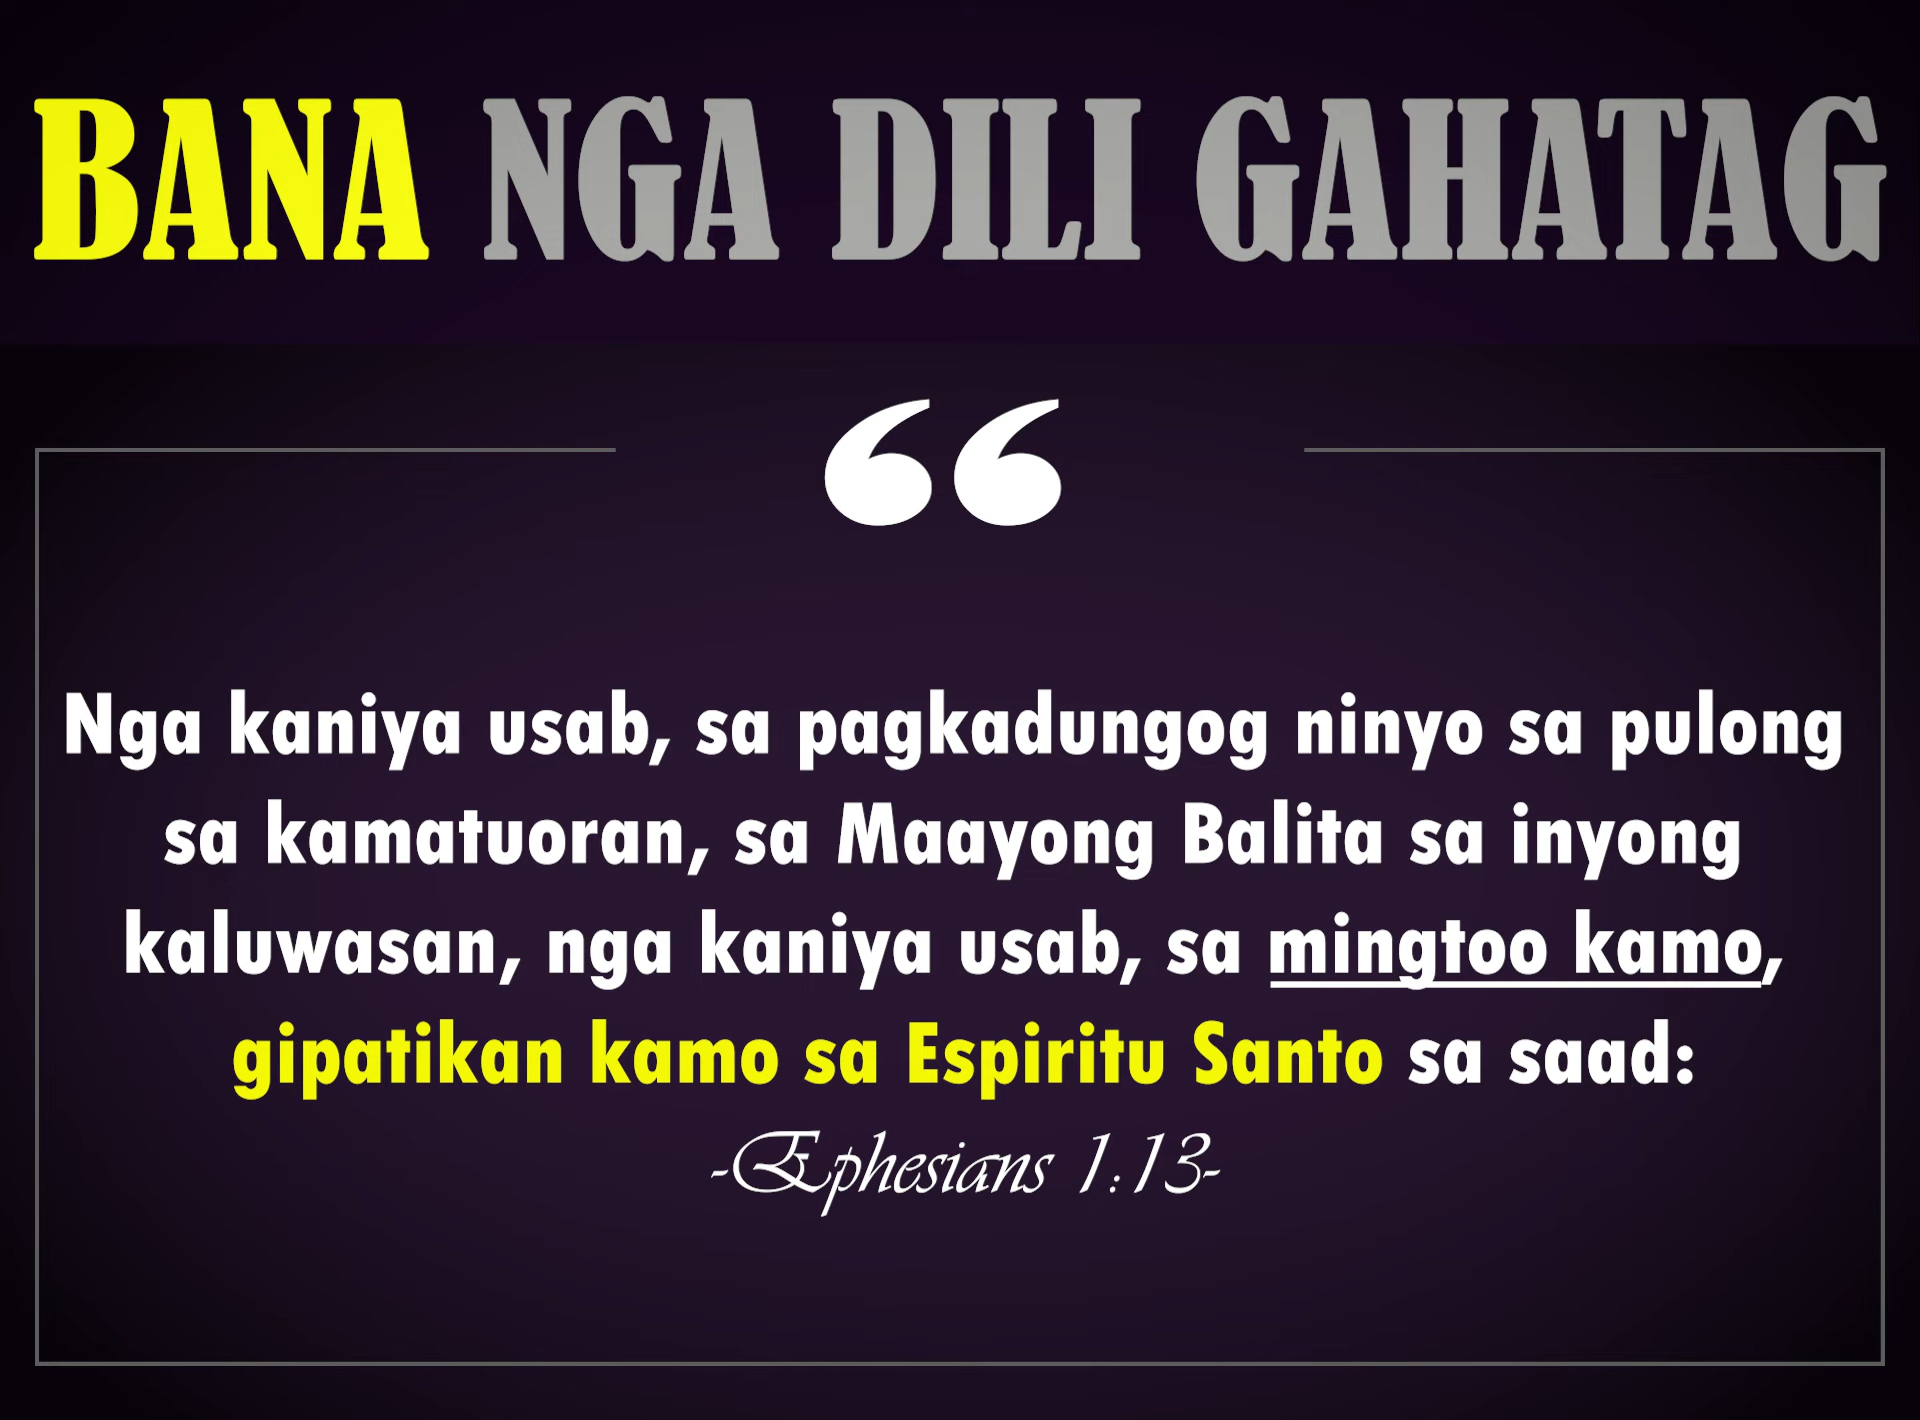 BANA NGA DILI GAHATAG
“
Nga kaniya usab, sa pagkadungog ninyo sa pulong
sa kamatuoran, sa Maayong Balita sa inyong
kaluwasan, nga kaniya usab, sa mingtoo kamo,
gipatikan kamo sa Espiritu Santo sa saad:
-Ephesians 1:13-